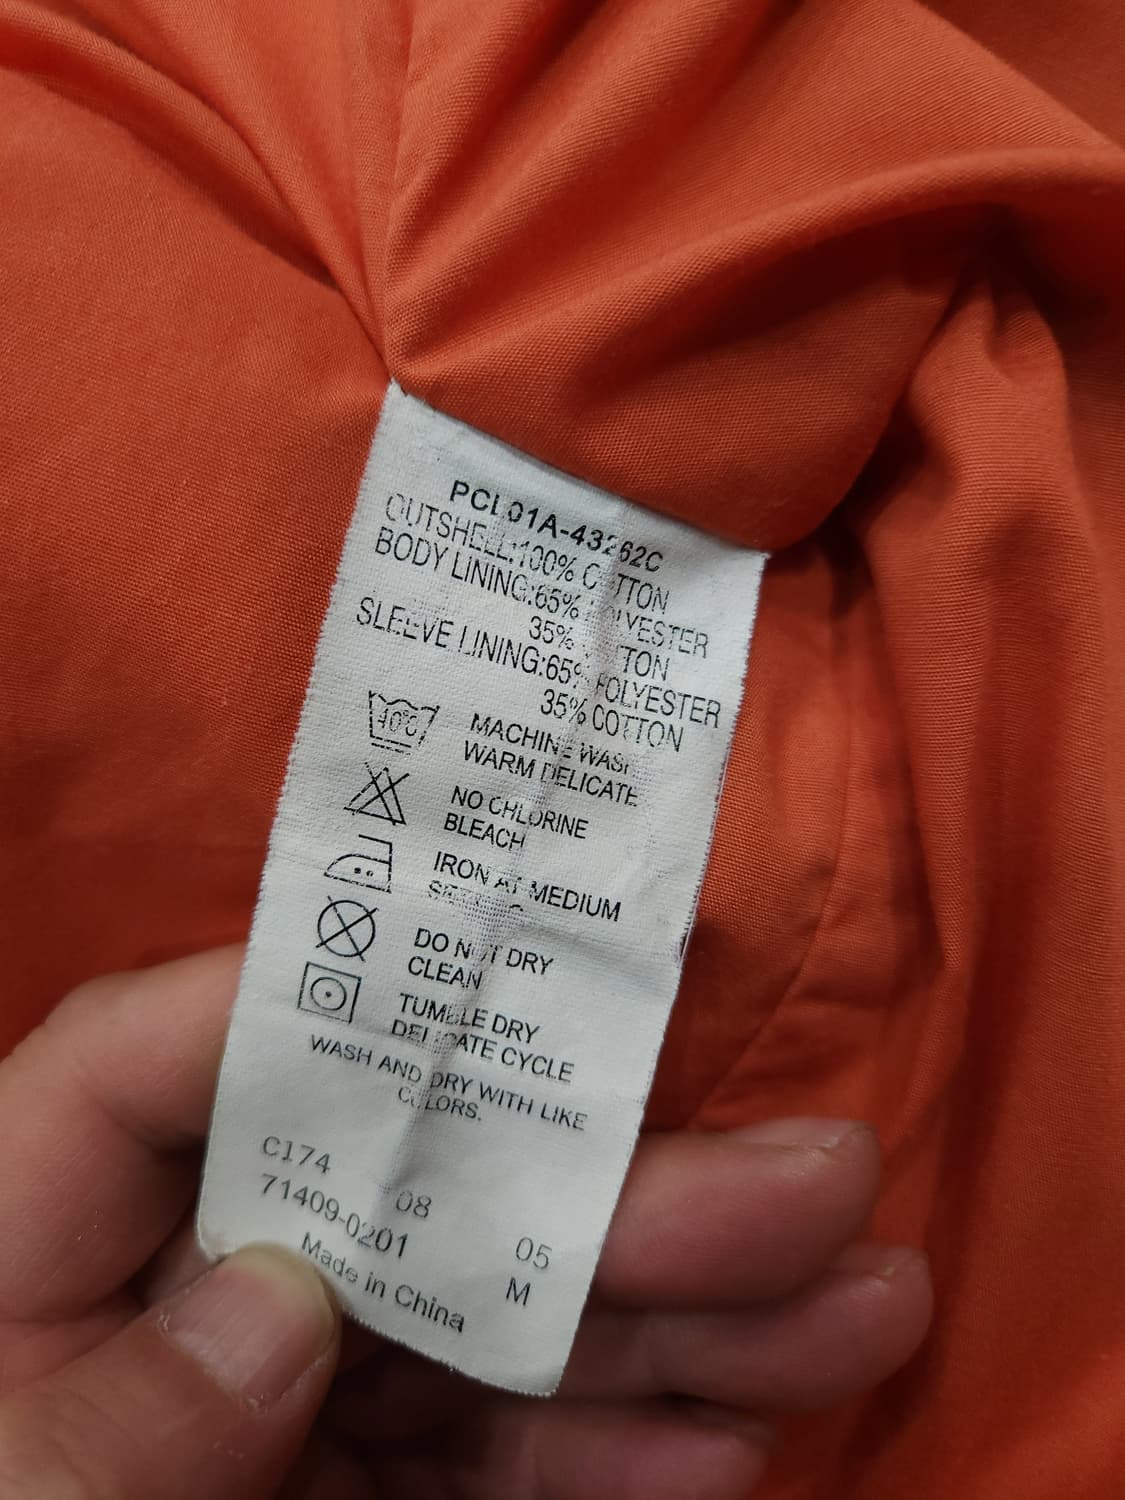 PCL01A-43262C
OUTSHELL:100% COTTON
BODY LINING:65% POLYESTER
35% COTTON
SLEEVE LINING:65% POLYESTER
35% COTTON
40°C
MACHINE WASH
WARM DELICATE
NO CHLORINE
BLEACH
IRON AT MEDIUM
SETTING
DO NOT DRY
CLEAN
TUMBLE DRY
DELICATE CYCLE
WASH AND DRY WITH LIKE
COLORS.
C174 08 05
71409-0201 M
Made in China